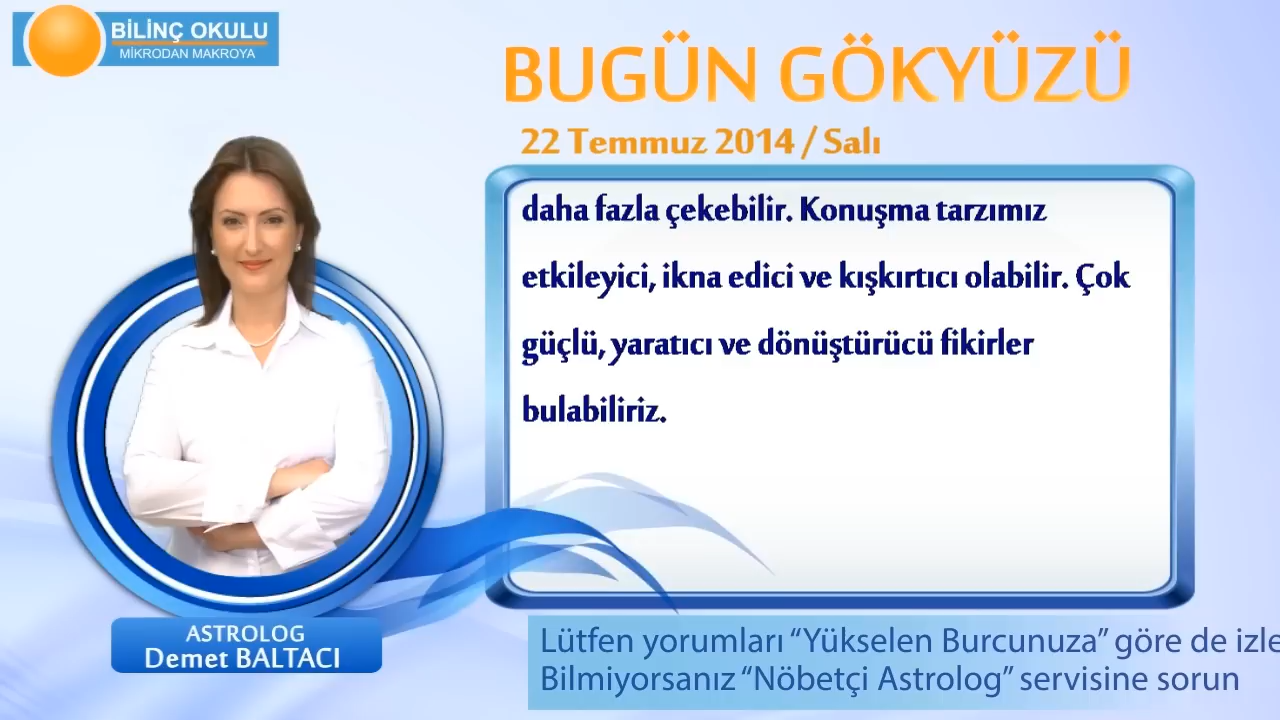 BİLİNÇ OKULU
MİKRODAN MAKROYA
BUGÜN GÖKYÜZÜ
22 Temmuz 2014 / Salı
daha fazla çekebilir. Konuşma tarzımız
etkileyici, ikna edici ve kışkırtıcı olabilir. Çok
güçlü, yaratıcı ve dönüştürücü fikirler
bulabiliriz.
ASTROLOG
Demet BALTACI
Lütfen yorumları “Yükselen Burcunuza” göre de izle
Bilmiyorsanız “Nöbetçi Astrolog” servisine sorun